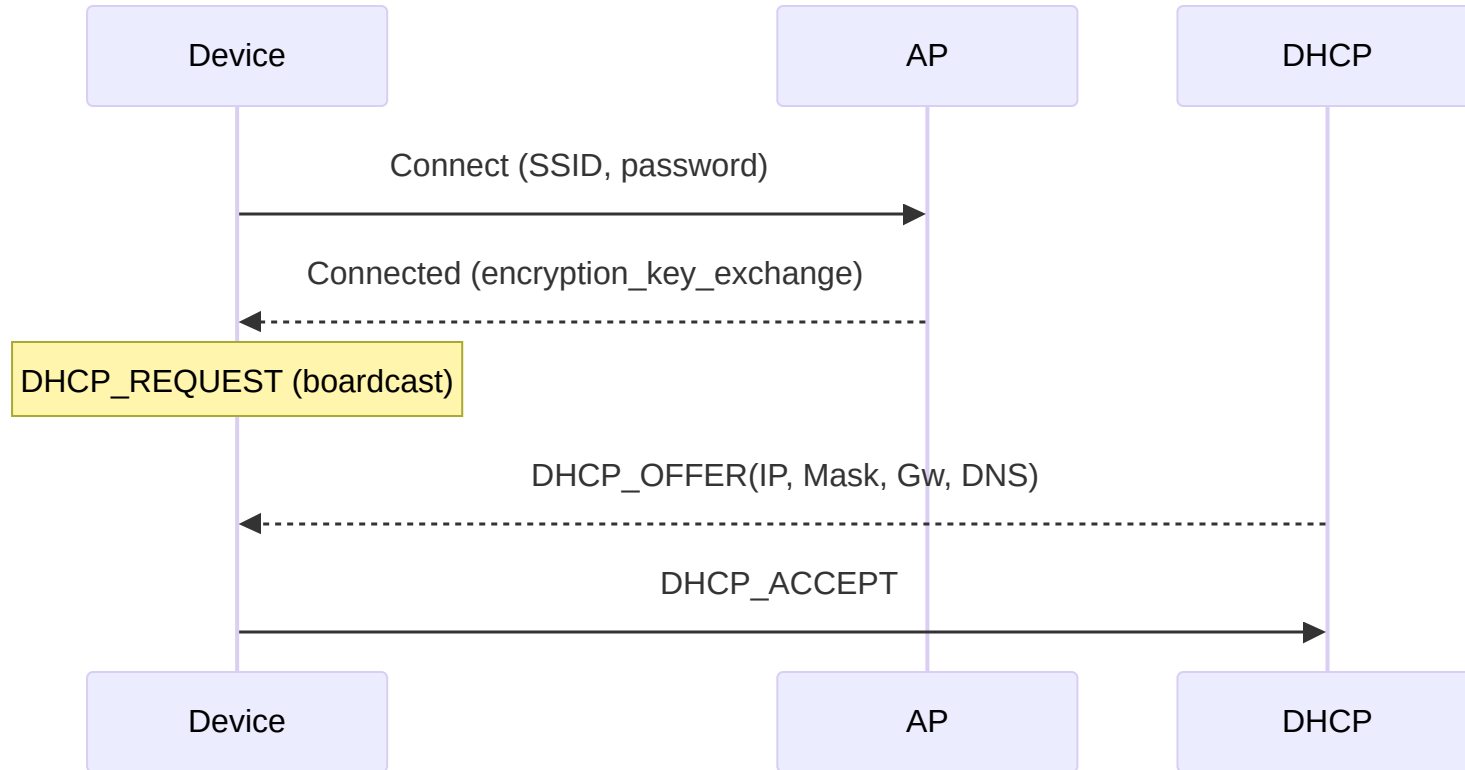 Device
AP
DHCP
Connect (SSID, password)
Connected (encryption_key_exchange)
DHCP_REQUEST (boardcast)
DHCP_OFFER(IP, Mask, Gw, DNS)
DHCP_ACCEPT
Device
AP
DHCP